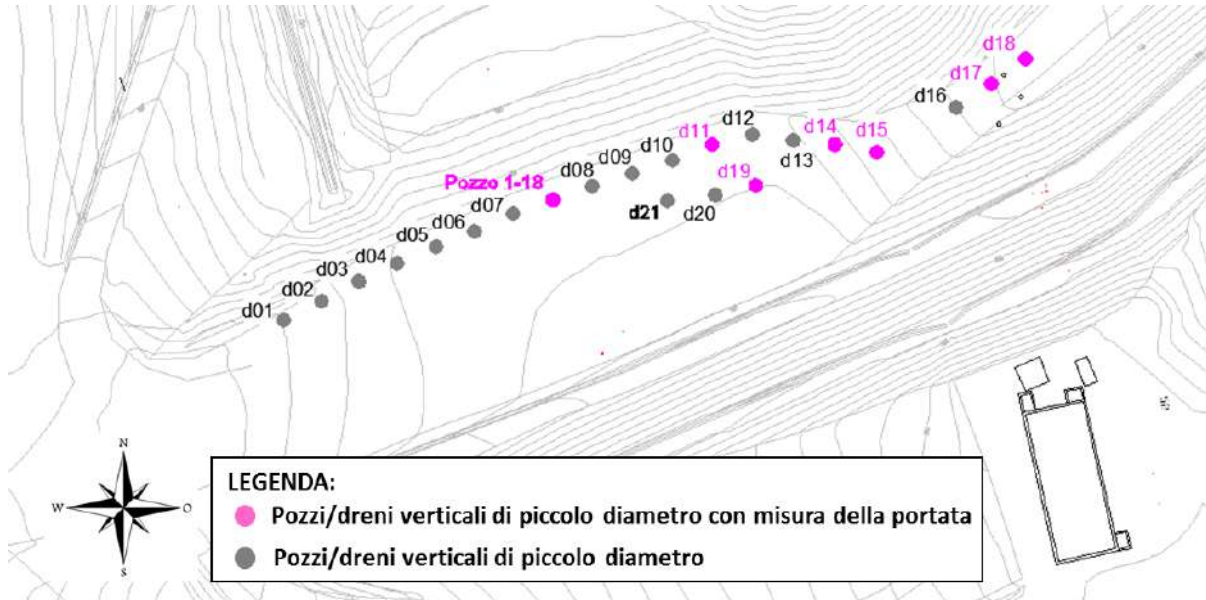 d18
d17
d16
d12
d11
d14
d15
d10
d13
d09
d19
d08
Pozzo 1-18
d20
d21
d07
d06
d05
d04
d03
d02
d01
N
W
O
S
LEGENDA:
Pozzi/dreni verticali di piccolo diametro con misura della portata
Pozzi/dreni verticali di piccolo diametro